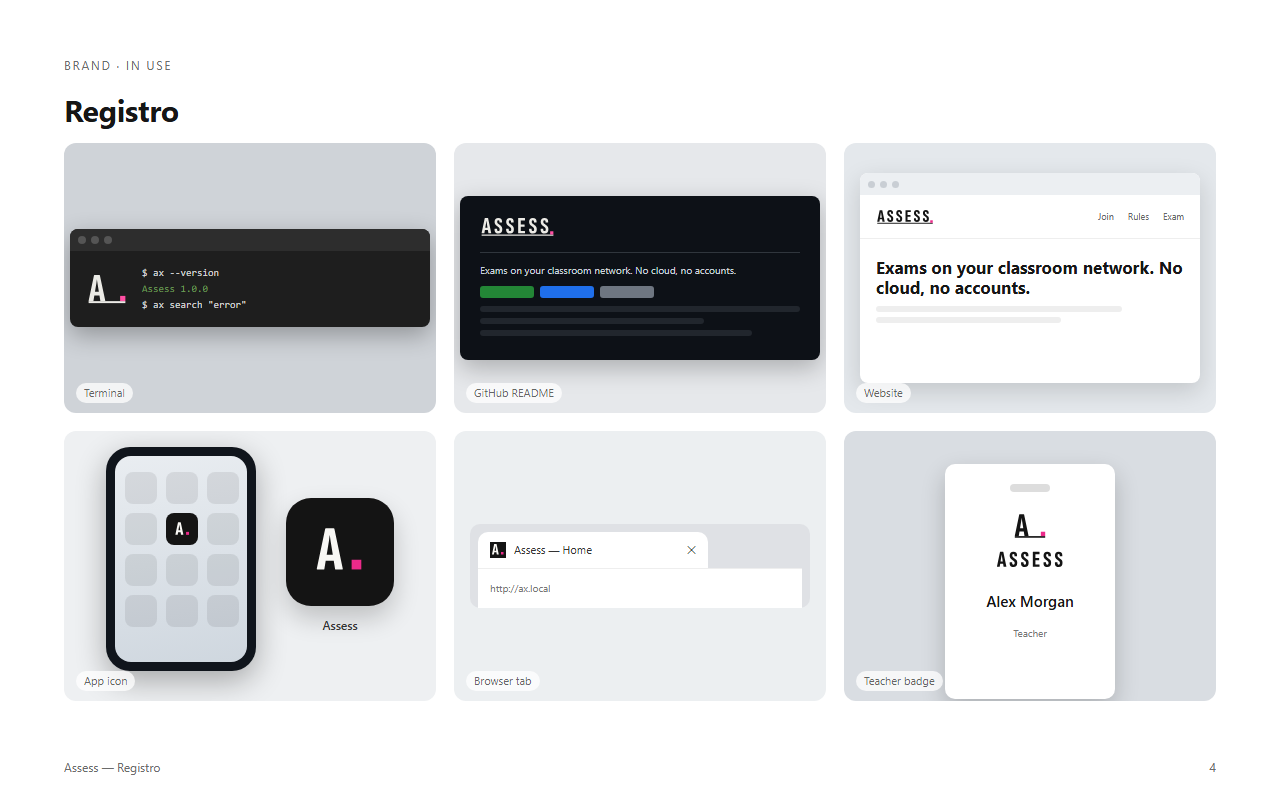 BRAND · IN USE
Registro
A.
$ ax --version
Assess 1.0.0
$ ax search "error"
Terminal
ASSESS.
Exams on your classroom network. No cloud, no accounts.
GitHub README
ASSESS.
Join Rules Exam
Exams on your classroom network. No
cloud, no accounts.
Website
A.
A.
Assess
App icon
A. Assess — Home
http://ax.local
Browser tab
A.
ASSESS
Alex Morgan
Teacher
Teacher badge
Assess — Registro
4